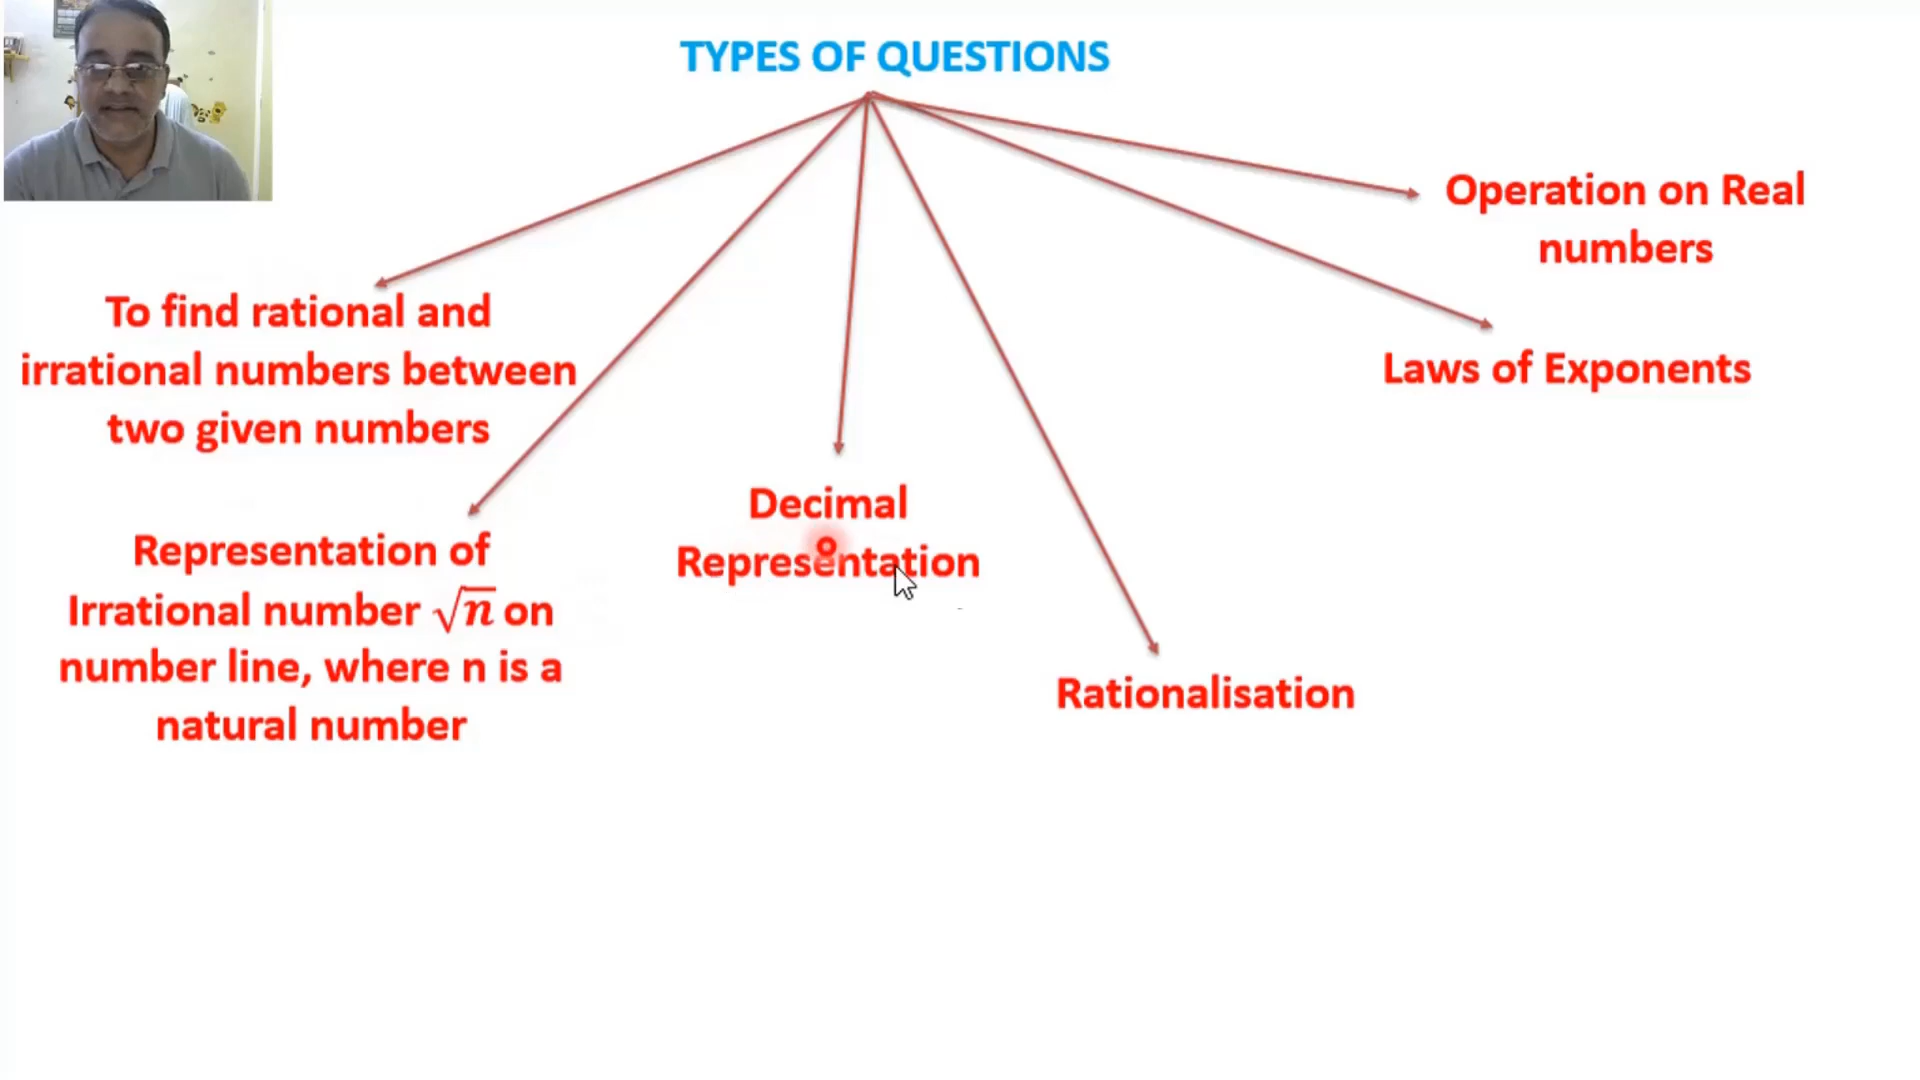 TYPES OF QUESTIONS
To find rational and
irrational numbers between
two given numbers
Representation of
Irrational number √n on
number line, where n is a
natural number
Decimal
Representation
Rationalisation
Laws of Exponents
Operation on Real
numbers